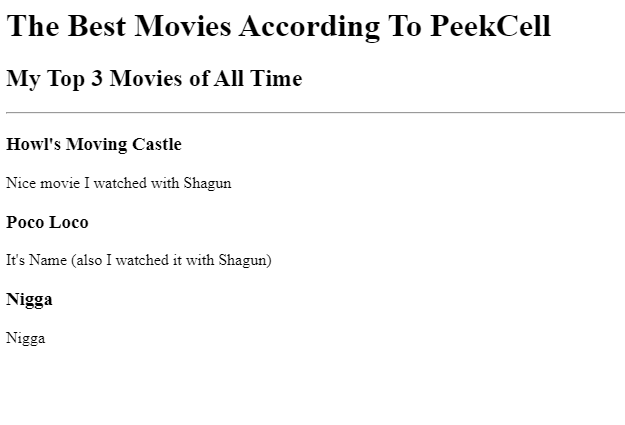 The Best Movies According To PeekCell
My Top 3 Movies of All Time
Howl's Moving Castle
Nice movie I watched with Shagun
Poco Loco
It's Name (also I watched it with Shagun)
Nigga
Nigga